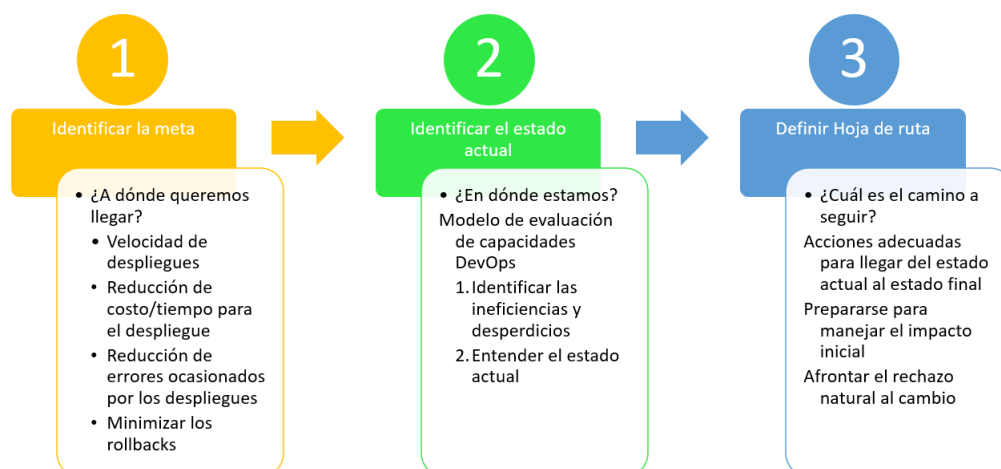 1
Identificar la meta
• ¿A dónde queremos
llegar?
• Velocidad de
despliegues
• Reducción de
costo/tiempo para
el despliegue
• Reducción de
errores ocasionados
por los despliegues
• Minimizar los
rollbacks
2
Identificar el estado
actual
• ¿En dónde estamos?
Modelo de evaluación
de capacidades
DevOps
1. Identificar las
ineficiencias y
desperdicios
2. Entender el estado
actual
3
Definir Hoja de ruta
• ¿Cuál es el camino a
seguir?
Acciones adecuadas
para llegar del estado
actual al estado final
Prepararse para
manejar el impacto
inicial
Afrontar el rechazo
natural al cambio